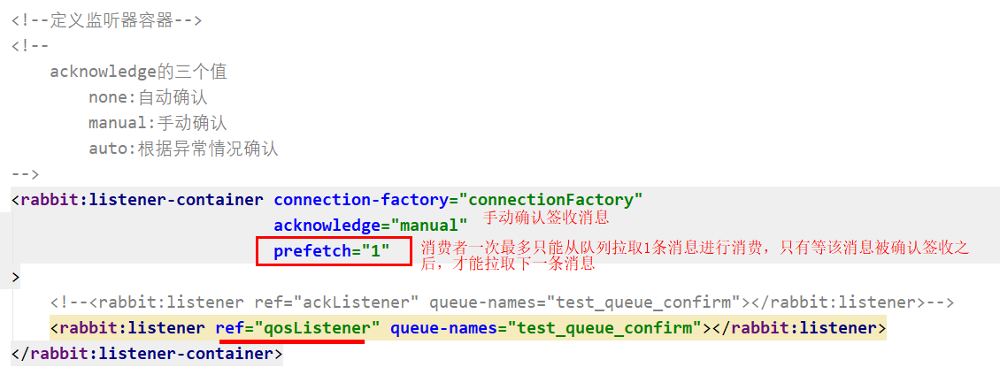 <!--定义监听器容器-->
<!--
acknowledge的三个值
none:自动确认
manual:手动确认
auto:根据异常情况确认
-->
<rabbit:listener-container connection-factory="connectionFactory"
acknowledge="manual" 手动确认签收消息
prefetch="1" 消费者一次最多只能从队列拉取1条消息进行消费，只有等该消息被确认签收之
后，才能拉取下一条消息
>
<!--<rabbit:listener ref="ackListener" queue-names="test_queue_confirm"></rabbit:listener>-->
<rabbit:listener ref="qosListener" queue-names="test_queue_confirm"></rabbit:listener>
</rabbit:listener-container>